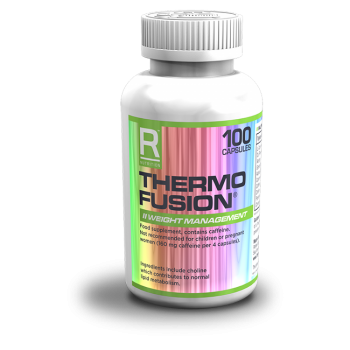 R
100
CAPSULES
THERMO
FUSION®
// WEIGHT MANAGEMENT
Food supplement, contains caffeine.
Not recommended for children or pregnant
women (160 mg caffeine per 4 capsules).
Ingredients include choline
which contributes to normal
lipid metabolism.